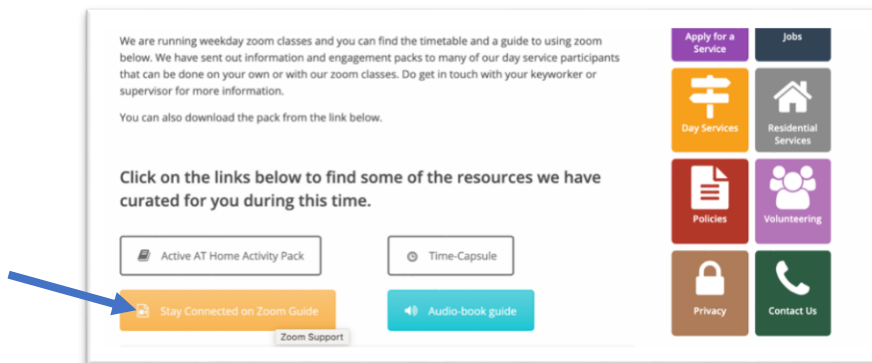 We are running weekday zoom classes and you can find the timetable and a guide to using zoom
below. We have sent out information and engagement packs to many of our day service participants
that can be done on your own or with our zoom classes. Do get in touch with your keyworker or
supervisor for more information.
You can also download the pack from the link below.
Click on the links below to find some of the resources we have
curated for you during this time.
Active AT Home Activity Pack
Time-Capsule
Stay Connected on Zoom Guide
Audio-book guide
Zoom Support
Apply for a
Service
Jobs
Day Services
Residential
Services
Policies
Volunteering
Privacy
Contact Us